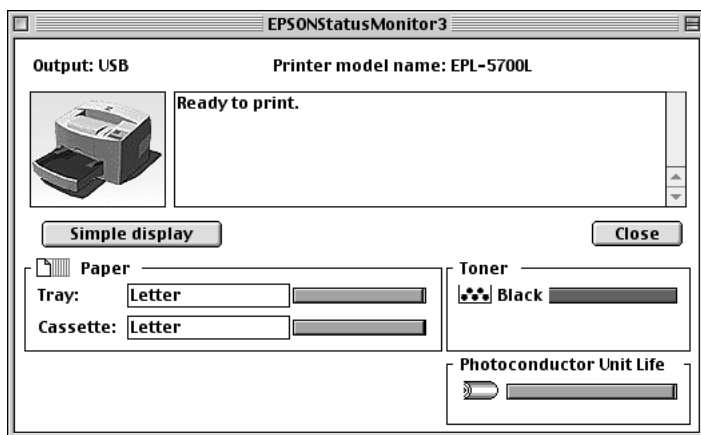 EPSONStatusMonitor3
Output: USB
Printer model name: EPL-5700L
Ready to print.
Simple display
Close
Paper
Tray: Letter
Cassette: Letter
Toner
Black
Photoconductor Unit Life